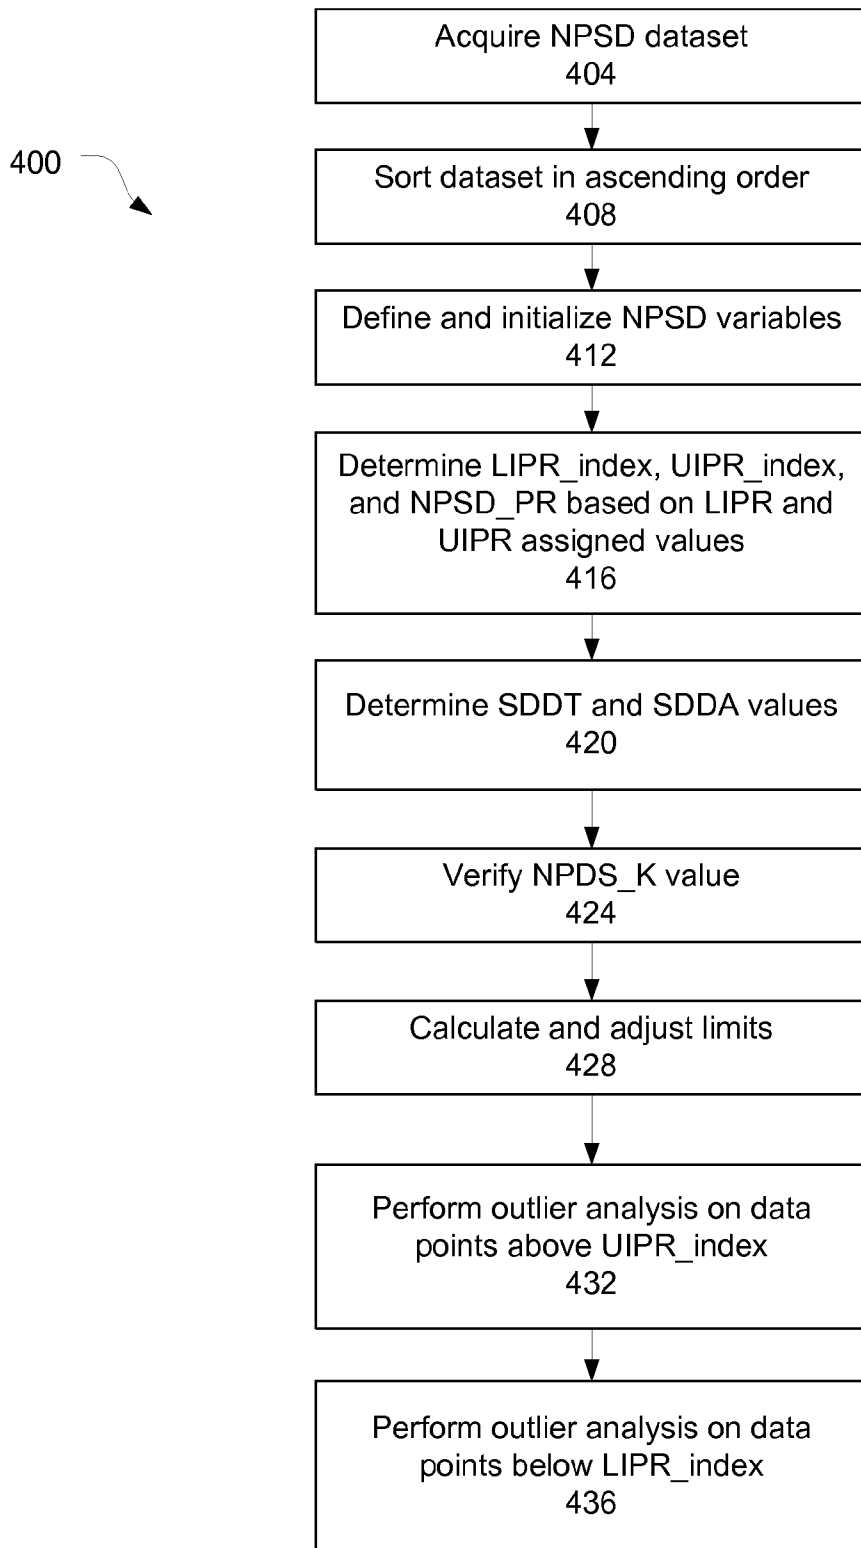 Acquire NPSD dataset
404
400
Sort dataset in ascending order
408
Define and initialize NPSD variables
412
Determine LIPR_index, UIPR_index,
and NPSD_PR based on LIPR and
UIPR assigned values
416
Determine SDDT and SDDA values
420
Verify NPDS_K value
424
Calculate and adjust limits
428
Perform outlier analysis on data
points above UIPR_index
432
Perform outlier analysis on data
points below LIPR_index
436